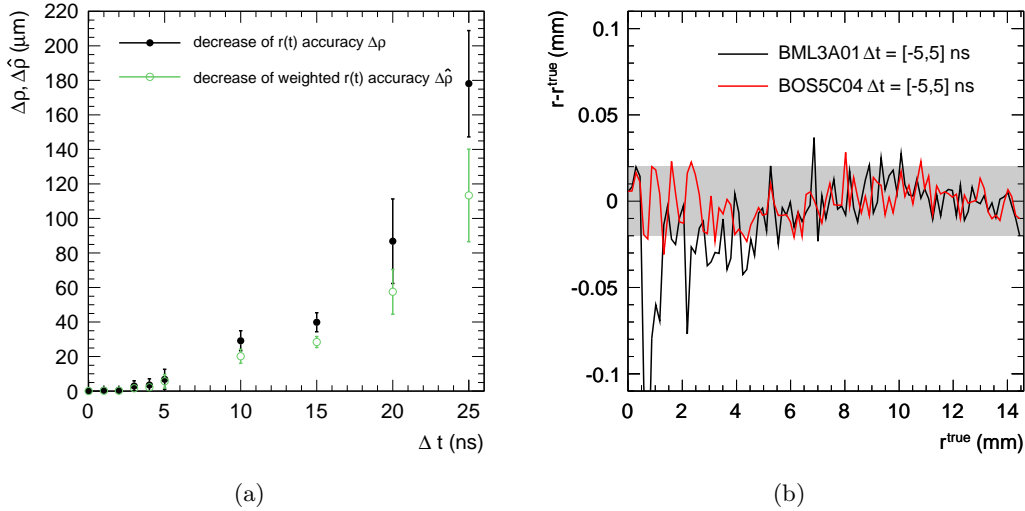 Δρ, Δρ̂ (μm)
220
200
180
160
140
120
100
80
60
40
20
0
decrease of r(t) accuracy Δρ
decrease of weighted r(t) accuracy Δρ̂
0 5 10 15 20 25
Δ t (ns)
(a)
r-r^true (mm)
0.1
0.05
0
-0.05
-0.1
BML3A01 Δt = [-5,5] ns
BOS5C04 Δt = [-5,5] ns
0 2 4 6 8 10 12 14
r^true (mm)
(b)